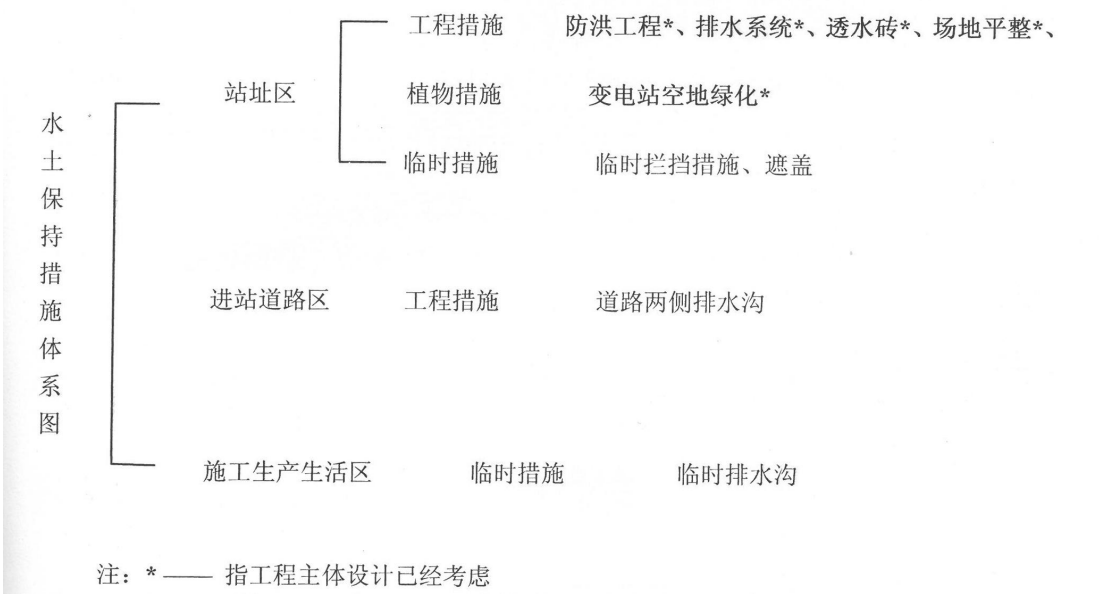 水土保持措施体系图
站址区
工程措施 防洪工程*、排水系统*、透水砖*、场地平整*、
植物措施 变电站空地绿化*
临时措施 临时拦挡措施、遮盖
进站道路区 工程措施 道路两侧排水沟
施工生产生活区 临时措施 临时排水沟
注：*—— 指工程主体设计已经考虑